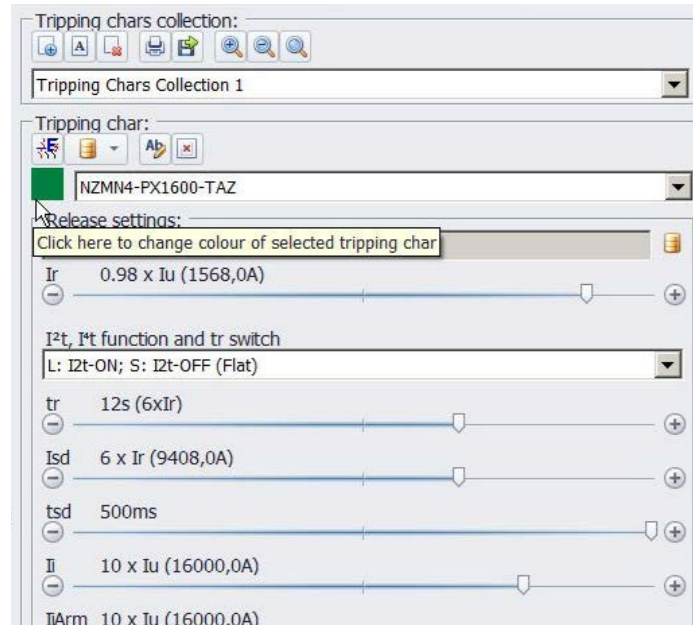 Tripping chars collection:
A
Tripping Chars Collection 1
Tripping char:
NZMN4-PX1600-TAZ
Release settings:
Click here to change colour of selected tripping char
Ir 0.98 x Iu (1568,0A)
I²t, I⁴t function and tr switch
L: I2t-ON; S: I2t-OFF (Flat)
tr 12s (6xIr)
Isd 6 x Ir (9408,0A)
tsd 500ms
Ii 10 x Iu (16000,0A)
IiArm 10 x Iu (16000,0A)